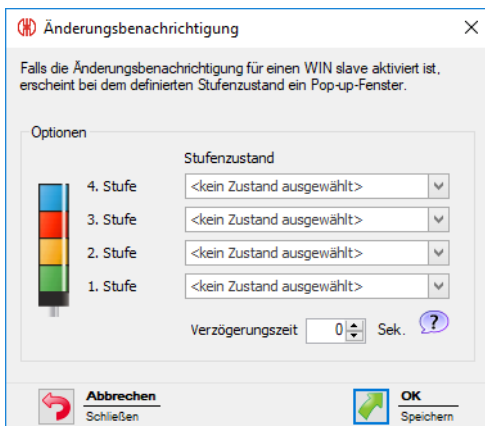 Änderungsbenachrichtigung
Falls die Änderungsbenachrichtigung für einen WIN slave aktiviert ist,
erscheint bei dem definierten Stufenzustand ein Pop-up-Fenster.
Optionen
Stufenzustand
4. Stufe <kein Zustand ausgewählt>
3. Stufe <kein Zustand ausgewählt>
2. Stufe <kein Zustand ausgewählt>
1. Stufe <kein Zustand ausgewählt>
Verzögerungszeit 0 Sek. ?
Abbrechen OK
Schließen Speichern